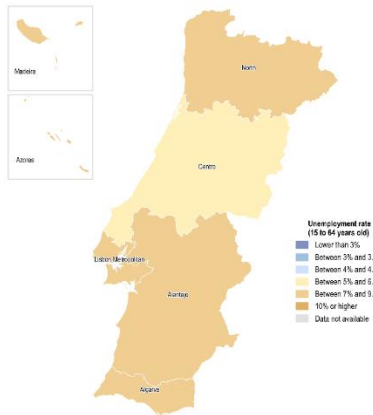 Madeira
Azores
North
Centro
Lisbon Metropolitan
Alentejo
Algarve
Unemployment rate
(15 to 64 years old)
Lower than 3%
Between 3% and 3.
Between 4% and 4.
Between 5% and 6.
Between 7% and 9.
10% or higher
Data not available